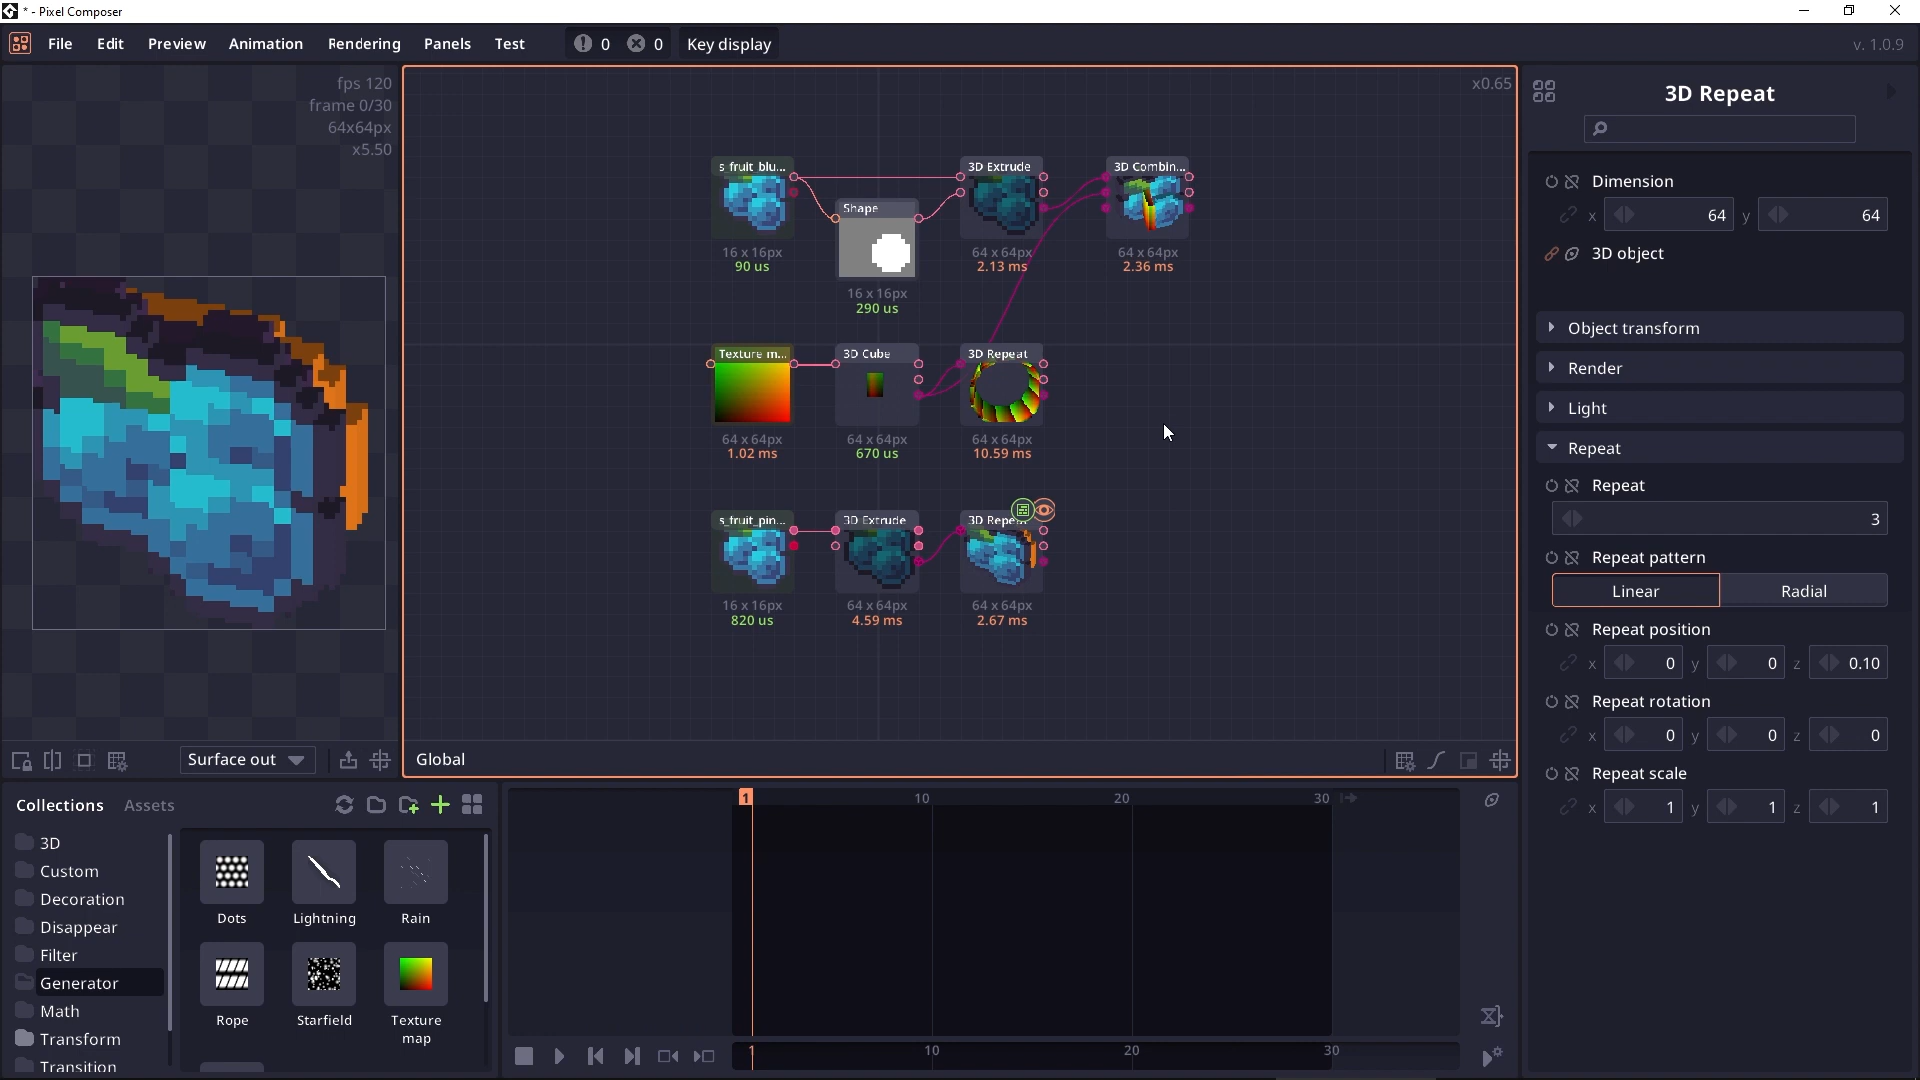 * - Pixel Composer
File Edit Preview Animation Rendering Panels Test 0 0 Key display v. 1.0.9
fps 120
frame 0/30
64x64px
x5.50
Surface out
x0.65
s_fruit_blu...
16 x 16px
90 us
Shape
16 x 16px
290 us
3D Extrude
64 x 64px
2.13 ms
3D Combin...
64 x 64px
2.36 ms
Texture m...
64 x 64px
1.02 ms
3D Cube
64 x 64px
670 us
3D Repeat
64 x 64px
10.59 ms
s_fruit_pin...
16 x 16px
820 us
3D Extrude
64 x 64px
4.59 ms
3D Repeat
64 x 64px
2.67 ms
Global
3D Repeat
Dimension
x 64 y 64
3D object
Object transform
Render
Light
Repeat
Repeat
3
Repeat pattern
Linear Radial
Repeat position
x 0 y 0 z 0.10
Repeat rotation
x 0 y 0 z 0
Repeat scale
x 1 y 1 z 1
Collections Assets
3D
Custom
Decoration
Disappear
Filter
Generator
Math
Transform
Transition
Dots
Lightning
Rain
Rope
Starfield
Texture
map
1 10 20 30
1 10 20 30